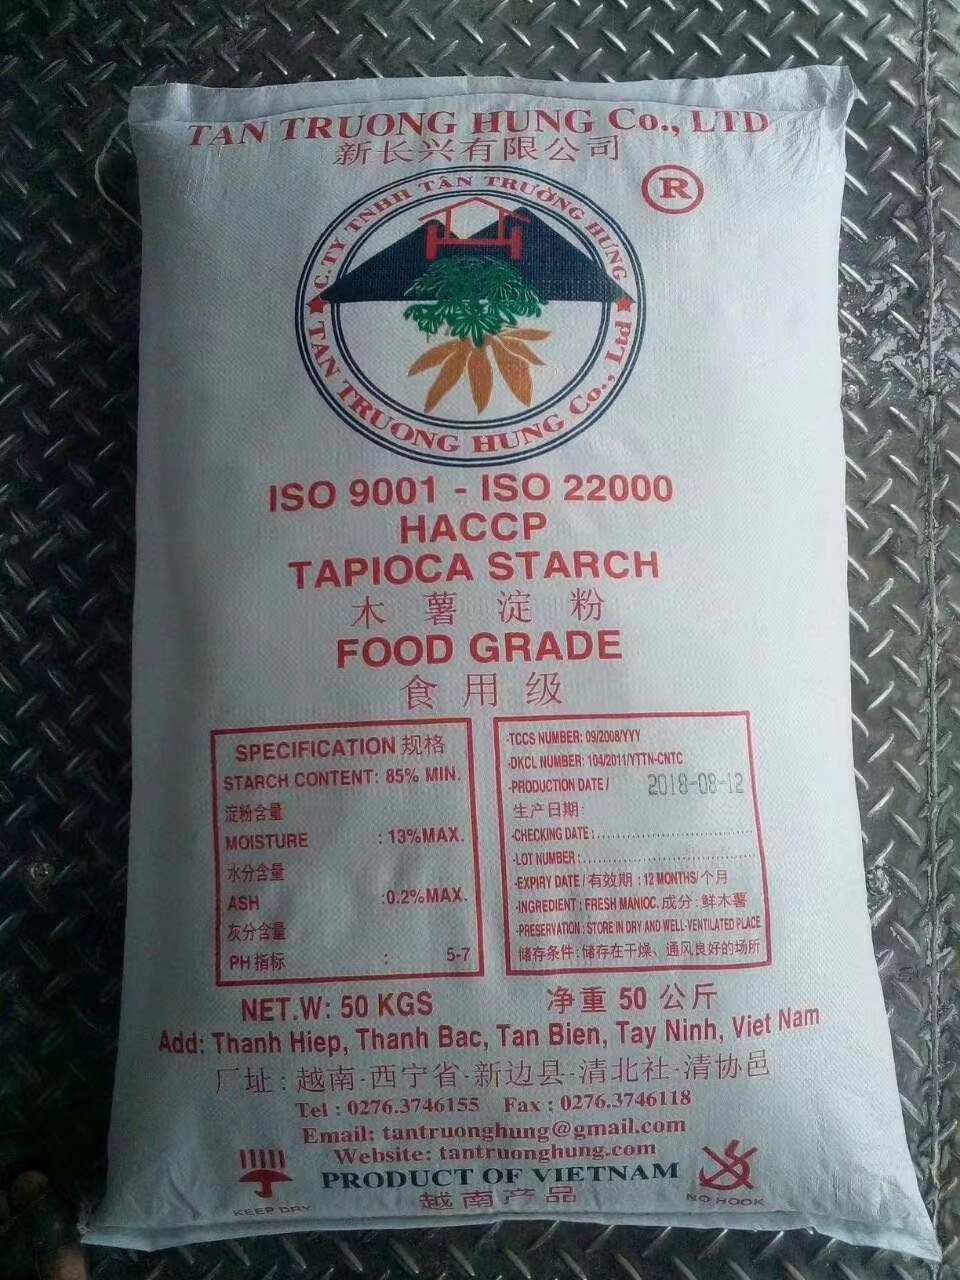 TAN TRUONG HUNG Co., LTD
新长兴有限公司
®
C.TY TNHH TÂN TRƯỜNG HƯNG
TAN TRUONG HUNG Co., Ltd
ISO 9001 - ISO 22000
HACCP
TAPIOCA STARCH
木薯淀粉
FOOD GRADE
食用级
SPECIFICATION 规格
STARCH CONTENT: 85% MIN.
淀粉含量
MOISTURE : 13%MAX.
水分含量
ASH :0.2%MAX.
灰分含量
PH 指标 : 5-7
-TCCS NUMBER: 09/2008/YYY
-DKCL NUMBER: 104/2011/YTTN-CNTC
-PRODUCTION DATE / 2018-08-12
生产日期:
-CHECKING DATE :
-LOT NUMBER :
-EXPIRY DATE / 有效期 : 12 MONTHS/ 个月
-INGREDIENT : FRESH MANIOC. 成分: 鲜木薯
-PRESERVATION : STORE IN DRY AND WELL-VENTILATED PLACE
储存条件: 储存在干燥、通风良好的场所
NET.W: 50 KGS 净重 50 公斤
Add: Thanh Hiep, Thanh Bac, Tan Bien, Tay Ninh, Viet Nam
厂址 : 越南-西宁省-新边县-清北社-清协邑
Tel : 0276.3746155 Fax : 0276.3746118
Email: tantruonghung@gmail.com
Website: tantruonghung.com
PRODUCT OF VIETNAM
越南产品
KEEP DRY
NO HOOK